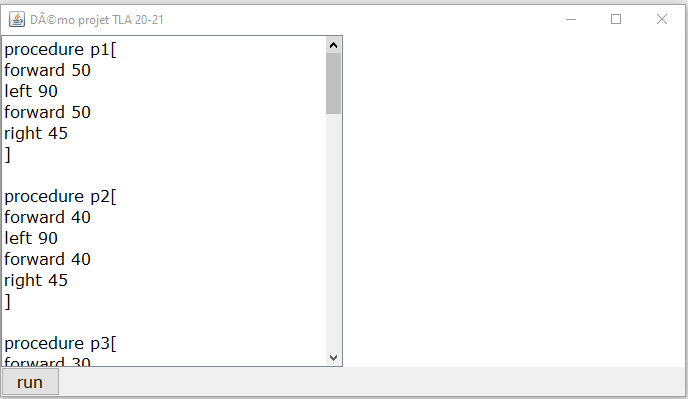 DÃ©mo projet TLA 20-21
procedure p1[
forward 50
left 90
forward 50
right 45
]
procedure p2[
forward 40
left 90
forward 40
right 45
]
procedure p3[
forward 30
run